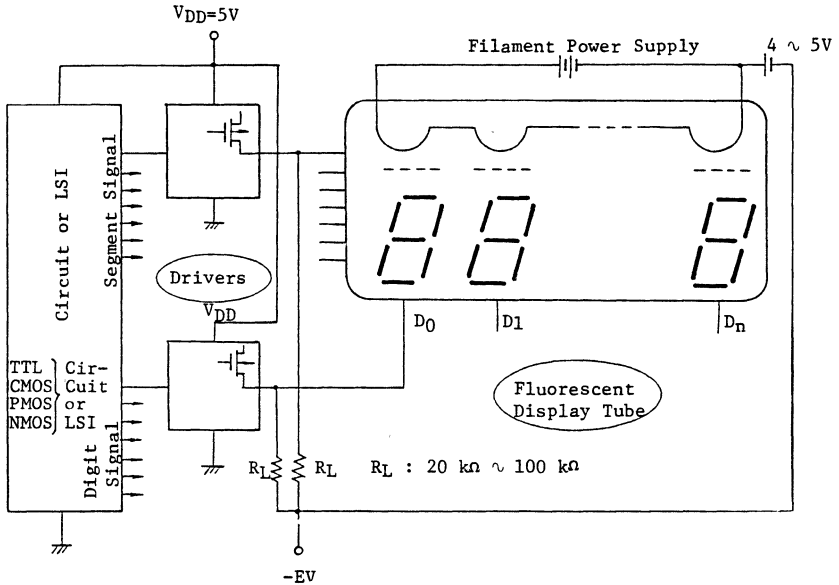 VDD=5V
Filament Power Supply
4 ~ 5V
Circuit or LSI
Segment Signal
Drivers
VDD
D0
D1
Dn
TTL
CMOS
PMOS
NMOS
Cir-
Cuit
or
LSI
Digit
Signal
Fluorescent
Display Tube
RL
RL
RL : 20 kΩ ~ 100 kΩ
-EV